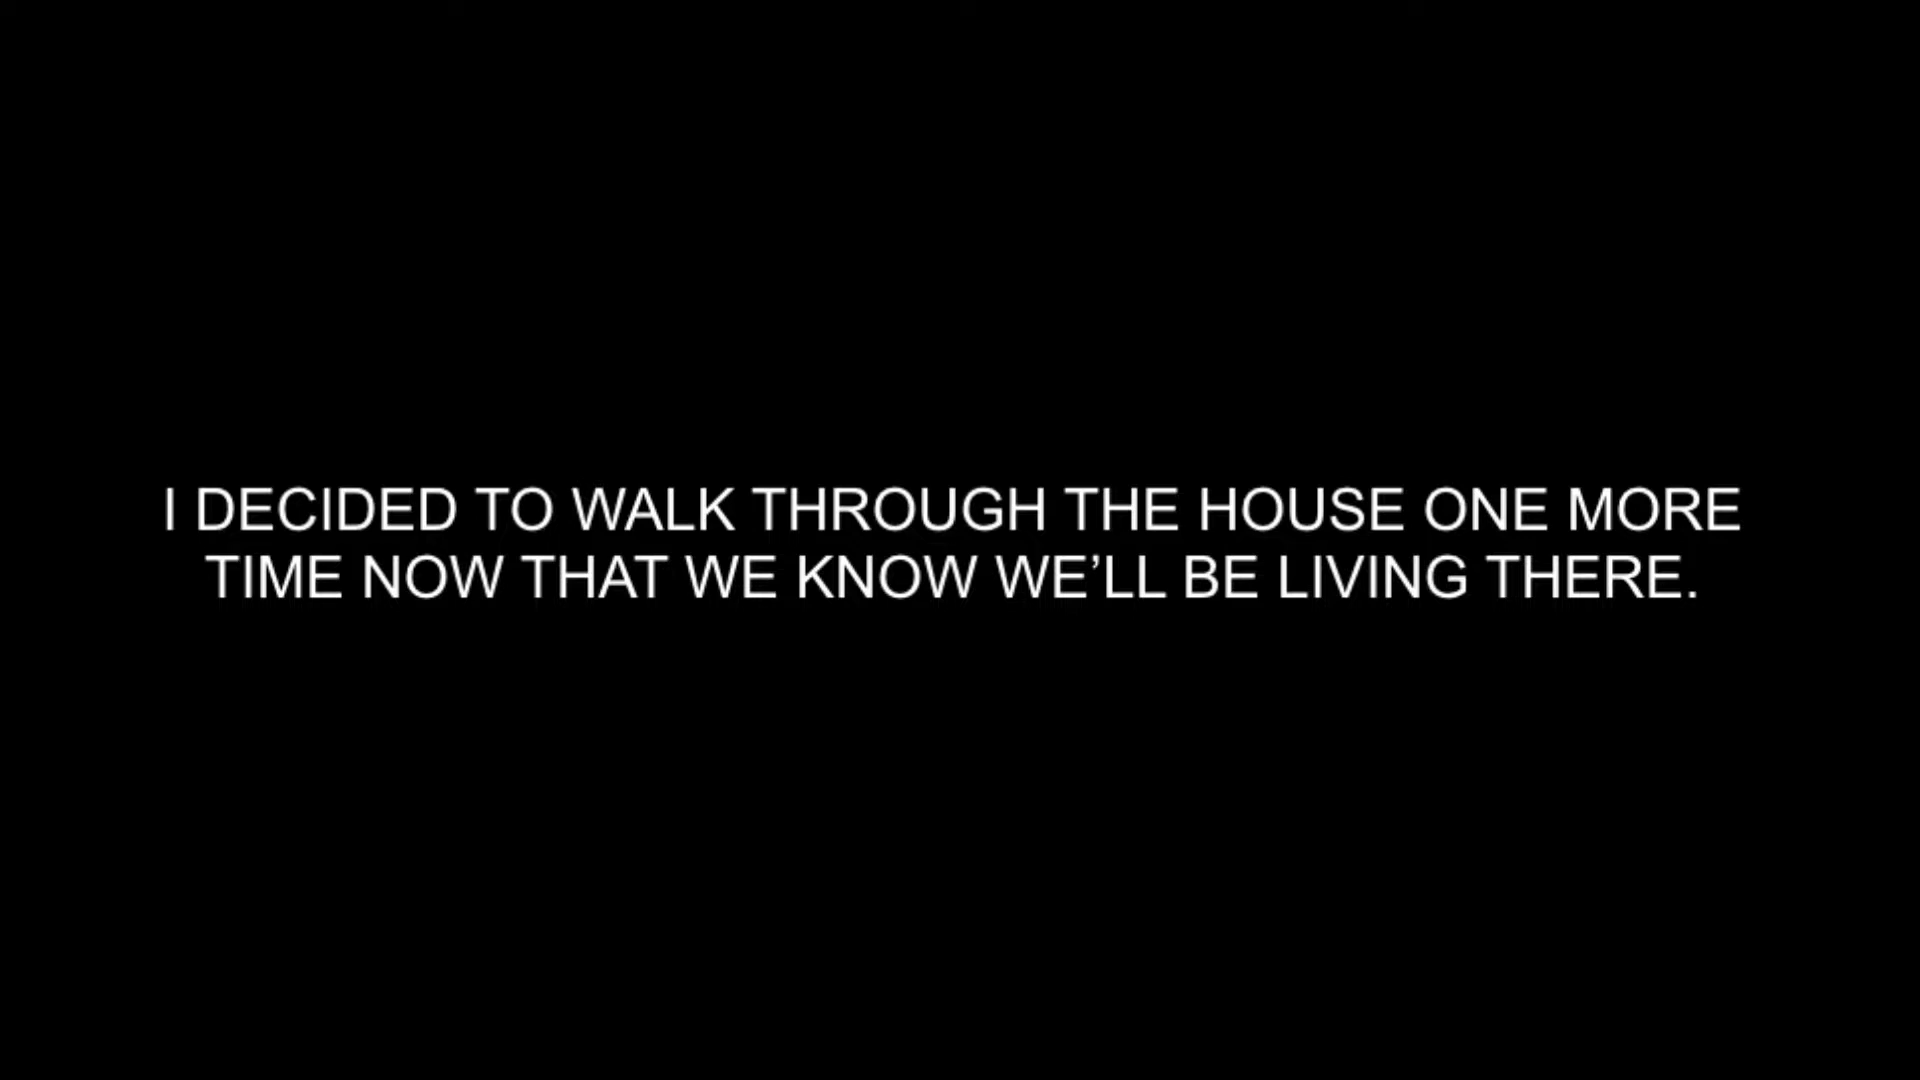 I DECIDED TO WALK THROUGH THE HOUSE ONE MORE
TIME NOW THAT WE KNOW WE’LL BE LIVING THERE.